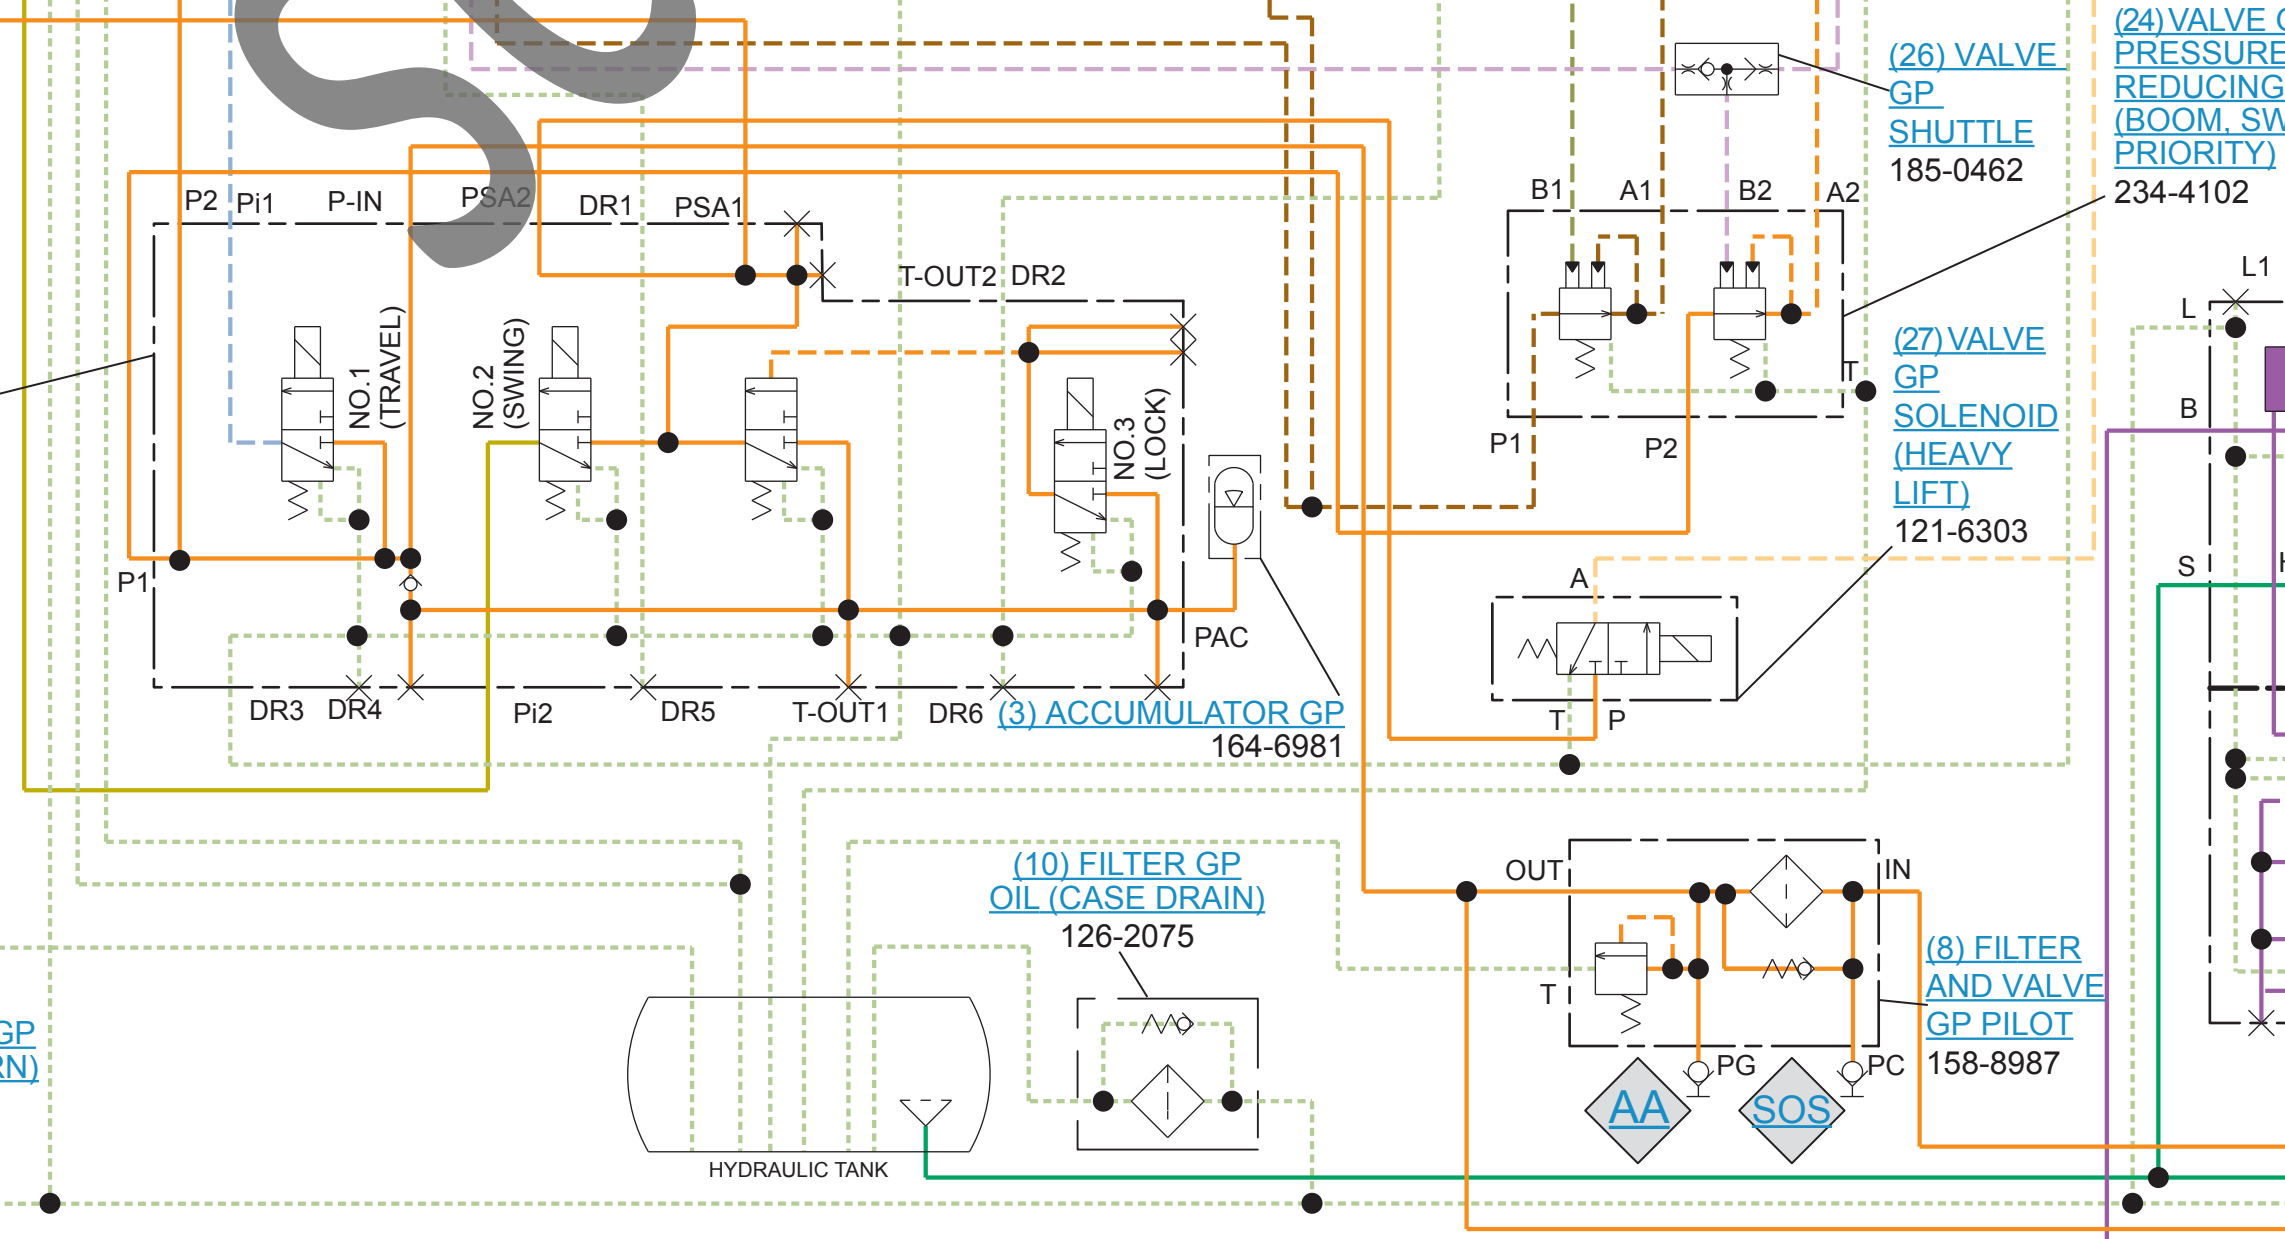 (26) VALVE
GP
SHUTTLE
185-0462
(24) VALVE
PRESSURE
REDUCING
(BOOM, SW
PRIORITY)
234-4102
P2
Pi1
P-IN
PSA2
DR1
PSA1
T-OUT2
DR2
B1
A1
B2
A2
L1
L
NO.1
(TRAVEL)
NO.2
(SWING)
NO.3
(LOCK)
T
(27) VALVE
GP
SOLENOID
(HEAVY
LIFT)
121-6303
B
P1
P2
P1
A
S
PAC
DR3
DR4
Pi2
DR5
T-OUT1
DR6
(3) ACCUMULATOR GP
164-6981
T
P
(10) FILTER GP
OIL (CASE DRAIN)
126-2075
OUT
IN
T
(8) FILTER
AND VALVE
GP PILOT
158-8987
GP
RN)
PG
PC
AA
SOS
HYDRAULIC TANK